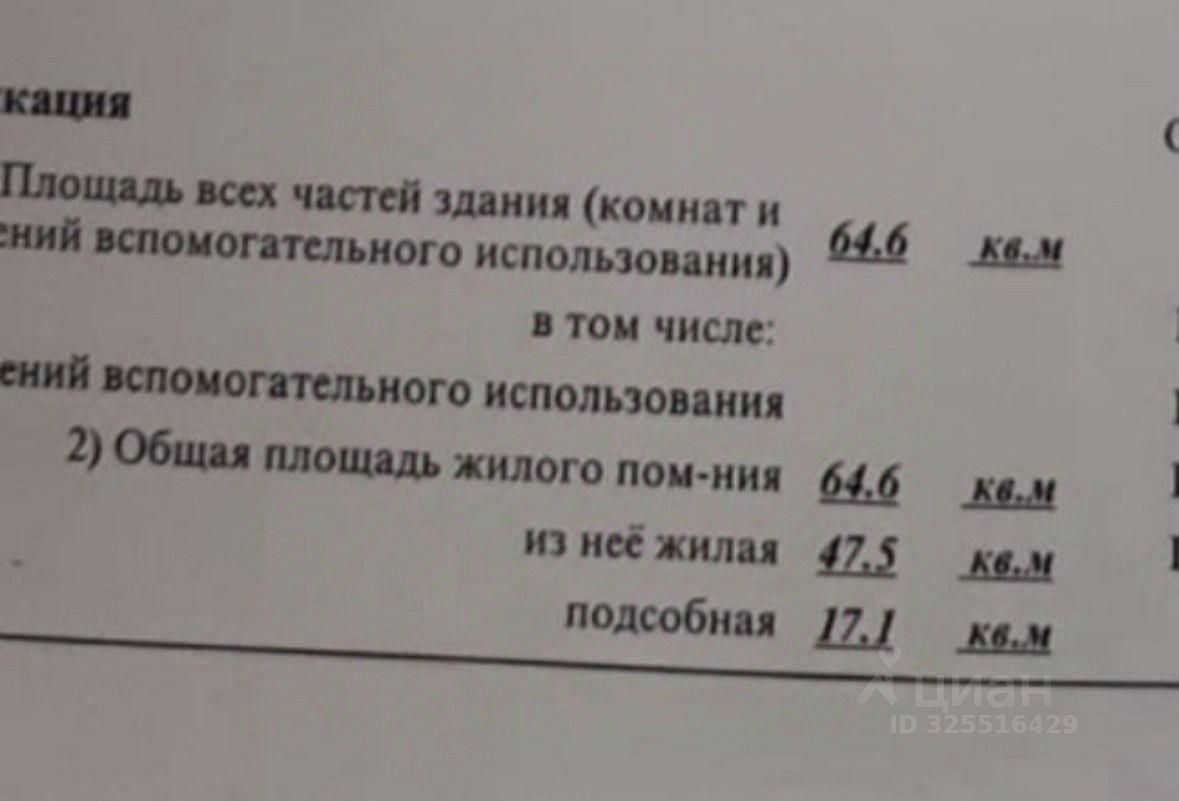 кация
Площадь всех частей здания (комнат и
ений вспомогательного использования) 64.6 кв.м
в том числе:
ений вспомогательного использования
2) Общая площадь жилого пом-ния 64.6 кв.м
из неё жилая 47.5 кв.м
подсобная 17.1 кв.м
циан
ID 325516429